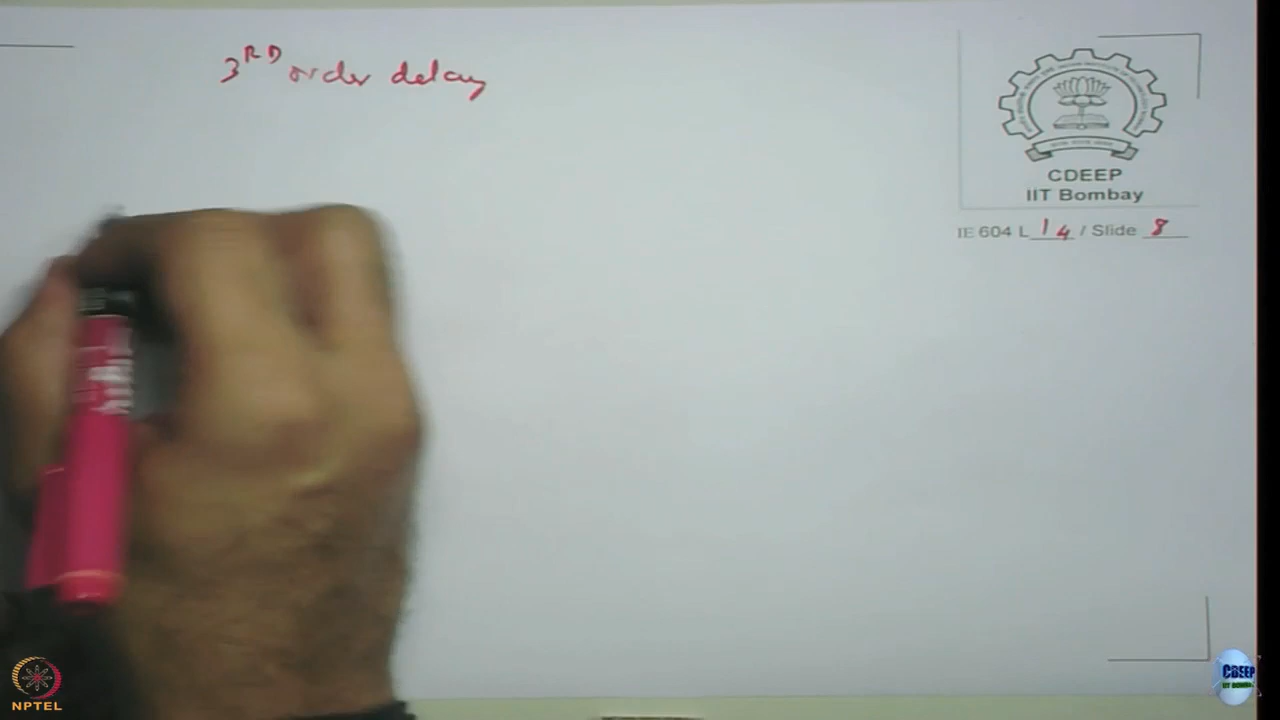 3RD order delay
CDEEP
IIT Bombay
IE 604 L 14 / Slide 8
NPTEL
CDEEP